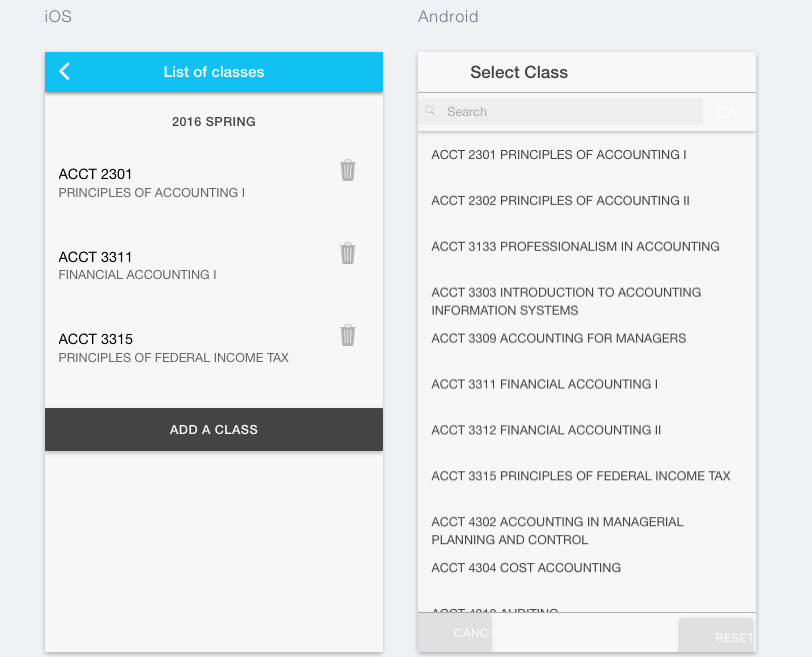 iOS
List of classes
2016 SPRING
ACCT 2301
PRINCIPLES OF ACCOUNTING I
ACCT 3311
FINANCIAL ACCOUNTING I
ACCT 3315
PRINCIPLES OF FEDERAL INCOME TAX
ADD A CLASS
Android
Select Class
Search
ACCT 2301 PRINCIPLES OF ACCOUNTING I
ACCT 2302 PRINCIPLES OF ACCOUNTING II
ACCT 3133 PROFESSIONALISM IN ACCOUNTING
ACCT 3303 INTRODUCTION TO ACCOUNTING
INFORMATION SYSTEMS
ACCT 3309 ACCOUNTING FOR MANAGERS
ACCT 3311 FINANCIAL ACCOUNTING I
ACCT 3312 FINANCIAL ACCOUNTING II
ACCT 3315 PRINCIPLES OF FEDERAL INCOME TAX
ACCT 4302 ACCOUNTING IN MANAGERIAL
PLANNING AND CONTROL
ACCT 4304 COST ACCOUNTING
CANC
RESET